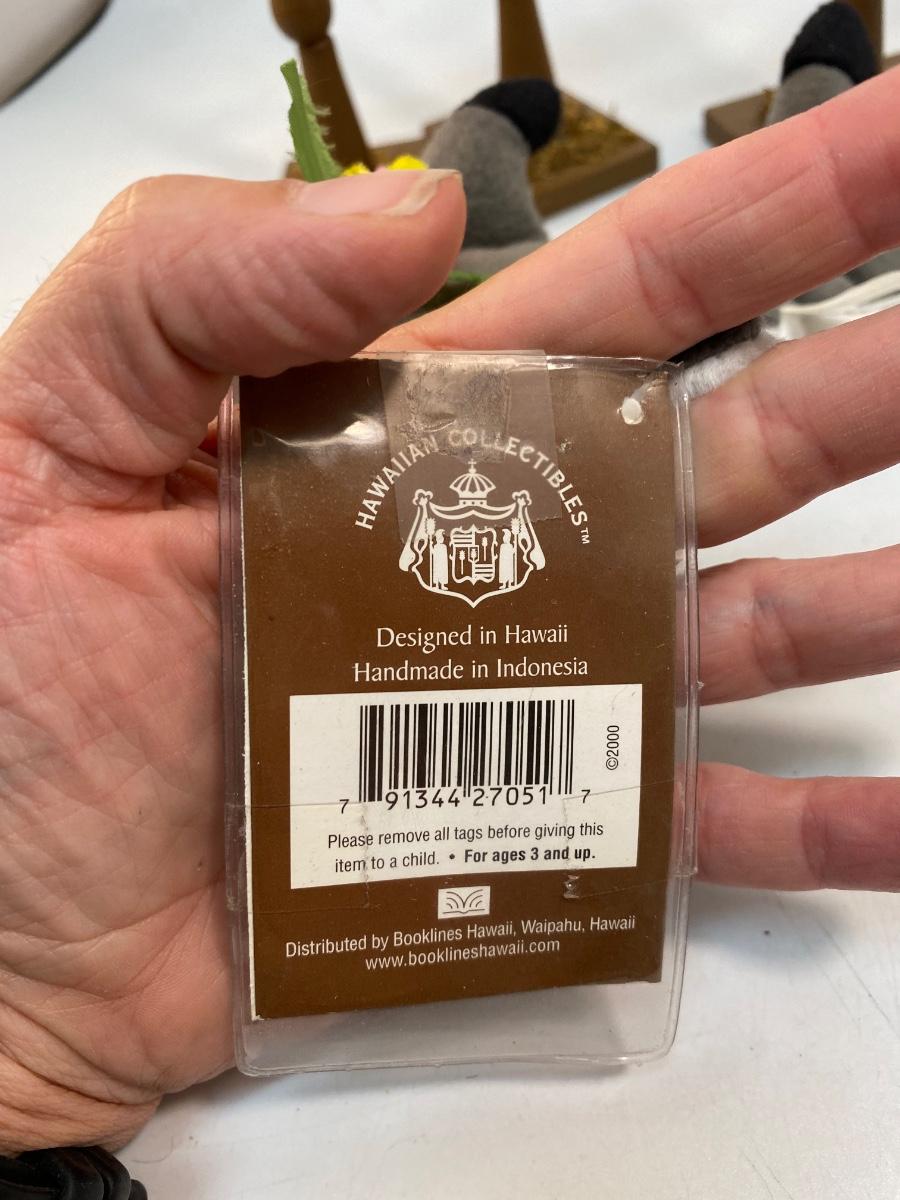 HAWAIIAN COLLECTIBLES™
Designed in Hawaii
Handmade in Indonesia
7 91344 27051 7
©2000
Please remove all tags before giving this
item to a child. • For ages 3 and up.
Distributed by Booklines Hawaii, Waipahu, Hawaii
www.booklineshawaii.com